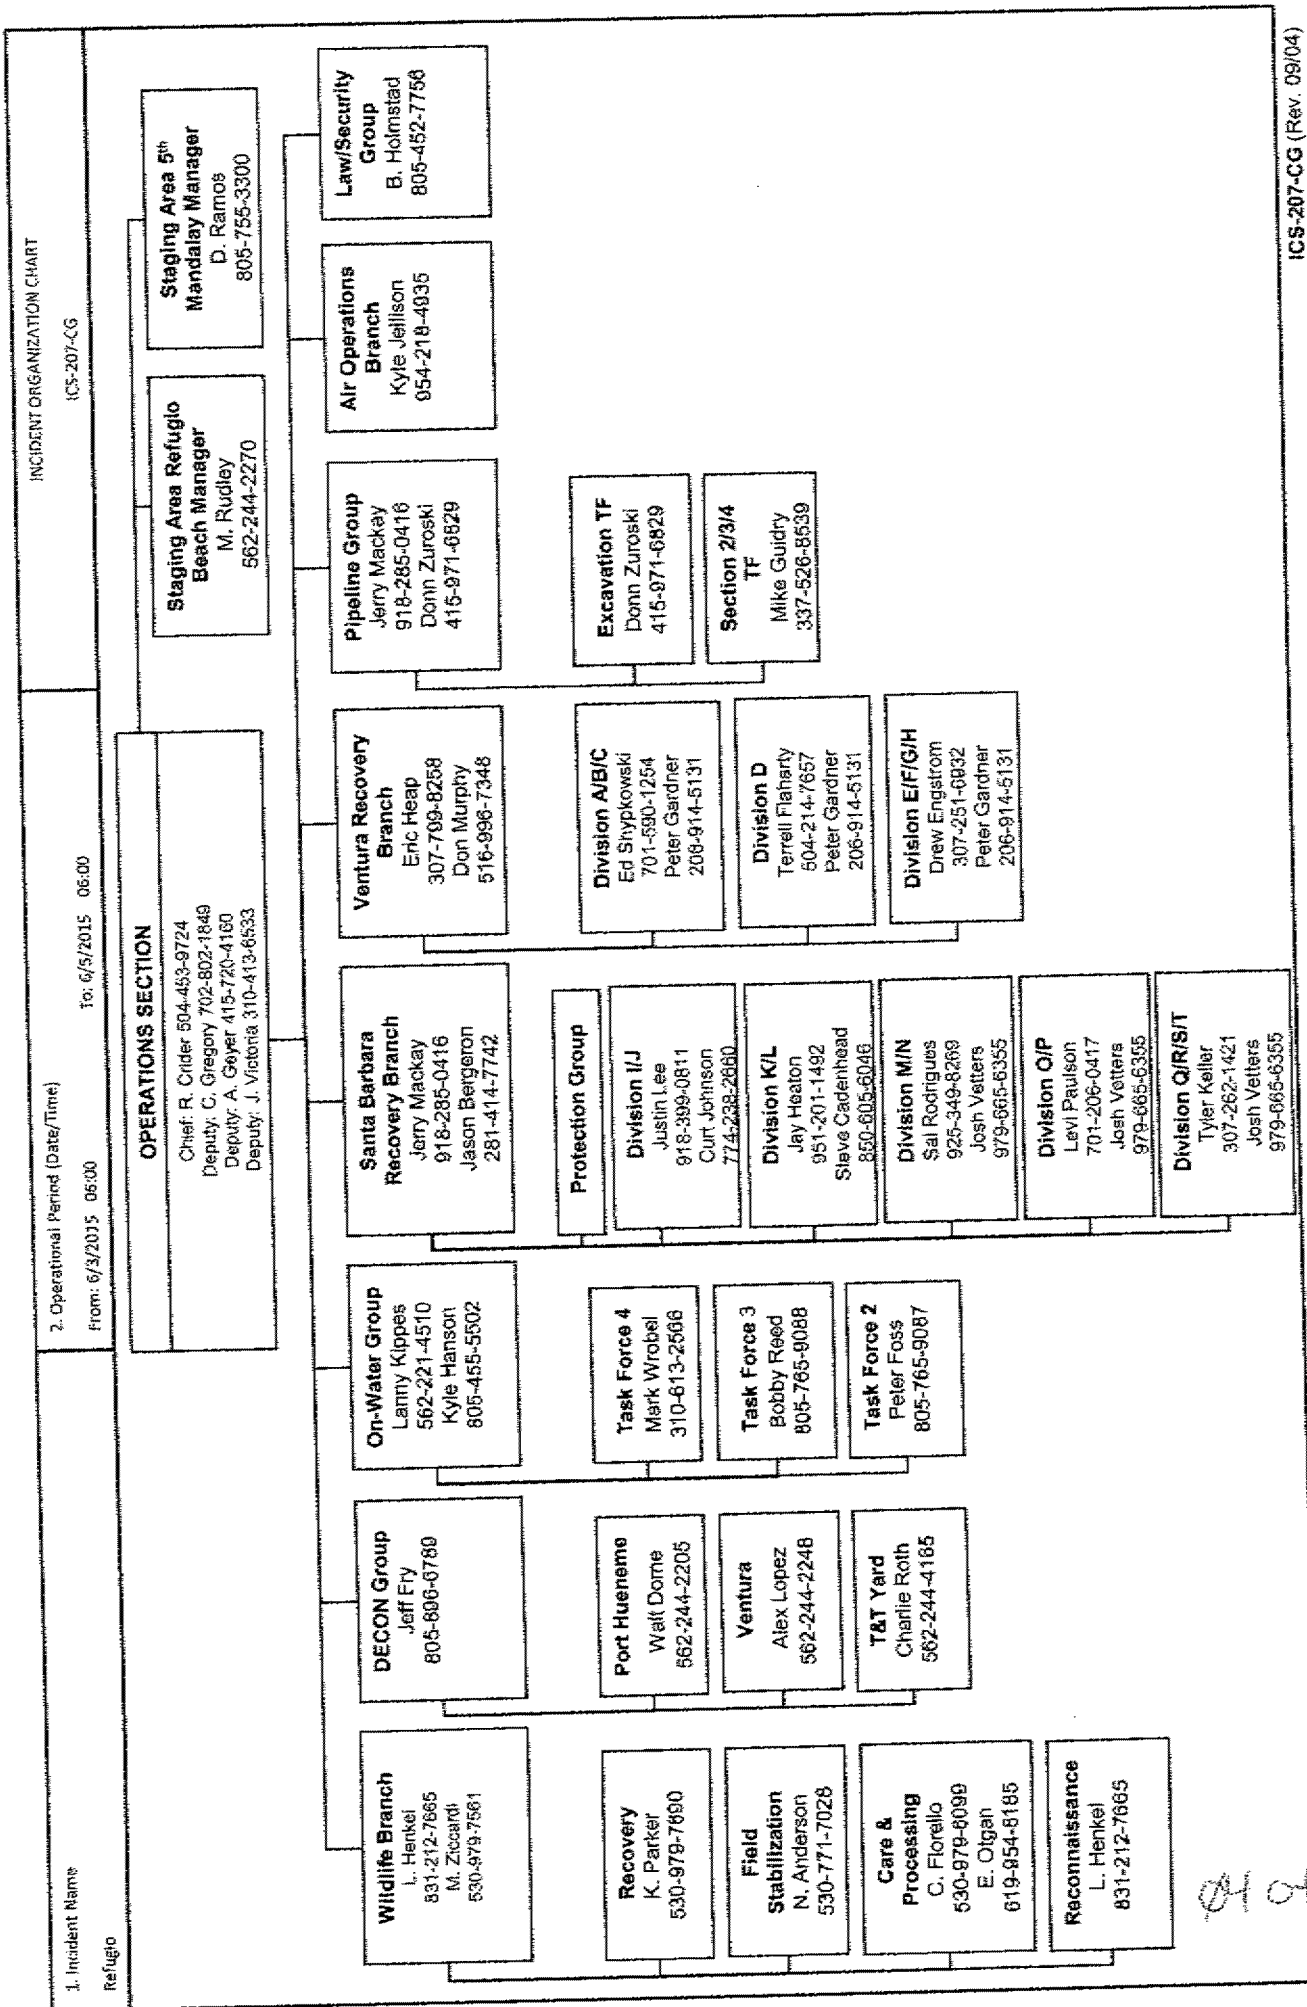 1. Incident Name
Refugio
2. Operational Period (Date/Time)
From: 6/3/2015 06:00 To: 6/5/2015 06:00
INCIDENT ORGANIZATION CHART
ICS-207-CG
OPERATIONS SECTION
Chief: R. Crider 504-453-9724
Deputy: C. Gregory 702-802-1849
Deputy: A. Geyer 415-720-4160
Deputy: J. Victoria 310-413-6533
Staging Area Refugio
Beach Manager
M. Rudley
562-244-2270
Staging Area 5th
Mandalay Manager
D. Ramos
805-755-3300
Wildlife Branch
L. Henkel
831-212-7665
M. Ziccardi
530-979-7561
Recovery
K. Parker
530-979-7690
Field
Stabilization
N. Anderson
530-771-7028
Care &
Processing
C. Fiorello
530-979-6099
E. Otgan
619-954-8185
Reconnaissance
L. Henkel
831-212-7665
DECON Group
Jeff Fry
805-896-6789
Port Hueneme
Walt Dorne
562-244-2205
Ventura
Alex Lopez
562-244-2248
T&T Yard
Charlie Roth
562-244-4165
On-Water Group
Lanny Kippes
562-221-4510
Kyle Hanson
805-455-5502
Task Force 4
Mark Wrobel
310-613-2566
Task Force 3
Bobby Reed
805-765-9088
Task Force 2
Peter Foss
805-765-9087
Santa Barbara
Recovery Branch
Jerry Mackay
918-285-0416
Jason Bergeron
281-414-7742
Protection Group
Division I/J
Justin Lee
918-399-0811
Curt Johnson
774-238-2660
Division K/L
Jay Heaton
951-201-1492
Steve Cadenhead
850-605-6046
Division M/N
Sal Rodrigues
925-349-8269
Josh Vetters
979-665-6355
Division O/P
Levi Paulson
701-206-0417
Josh Vetters
979-665-6355
Division Q/R/S/T
Tyler Keller
307-262-1421
Josh Vetters
979-665-6355
Ventura Recovery
Branch
Eric Heap
307-799-8258
Don Murphy
516-996-7348
Division A/B/C
Ed Shypkowski
701-590-1254
Peter Gardner
206-914-5131
Division D
Terrell Flaharty
504-214-7657
Peter Gardner
206-914-5131
Division E/F/G/H
Drew Engstrom
307-251-6932
Peter Gardner
206-914-5131
Pipeline Group
Jerry Mackay
918-285-0416
Donn Zuroski
415-971-6829
Excavation TF
Donn Zuroski
415-971-6829
Section 2/3/4
TF
Mike Guidry
337-526-8539
Air Operations
Branch
Kyle Jellison
954-218-4935
Law/Security
Group
B. Holmstad
805-452-7756
ICS-207-CG (Rev. 09/04)